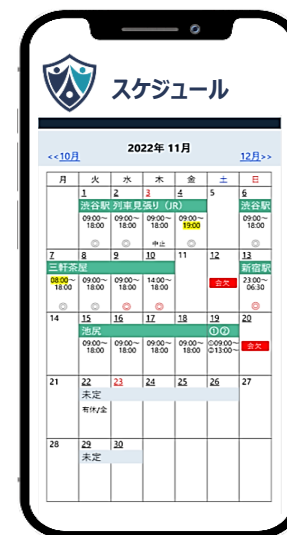 スケジュール
2022年 11月
<<10月
12月>>
月 火 水 木 金 土 日
1 2 3 4 5 6
渋谷駅 列車見張り（JR） 渋谷駅
09:00~ 09:00~ 09:00~ 09:00~ 09:00~
18:00 18:00 18:00 19:00 18:00
◎ ◎ 中止 ◎ ◎
7 8 9 10 11 12 13
三軒茶屋 新宿駅
08:00~ 09:00~ 09:00~ 14:00~ 会欠 23:00~
18:00 18:00 18:00 18:00 06:30
◎ ◎ ◎ ◎ ◎
14 15 16 17 18 19 20
池尻 ①②
09:00~ 09:00~ 09:00~ 09:00~ ①09:00~ 会欠
18:00 18:00 18:00 18:00 ②13:00~
21 22 23 24 25 26 27
未定
有休/全
28 29 30
未定